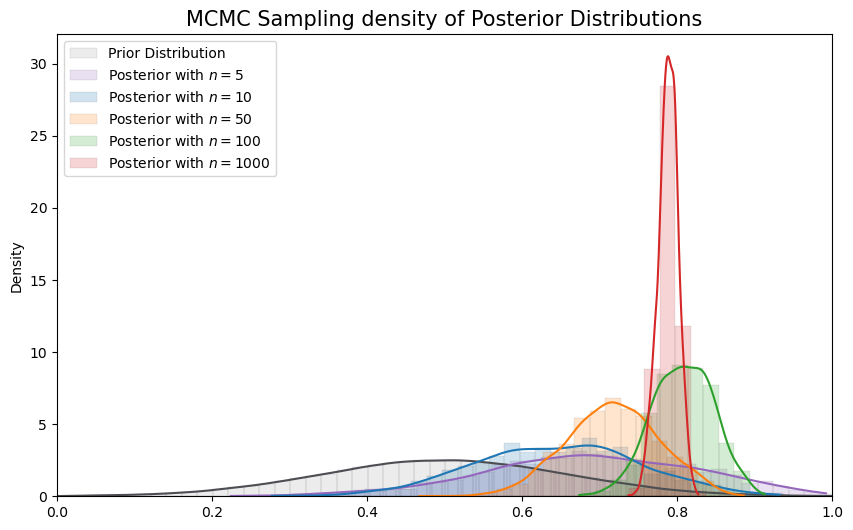 MCMC Sampling density of Posterior Distributions
Prior Distribution
Posterior with n = 5
Posterior with n = 10
Posterior with n = 50
Posterior with n = 100
Posterior with n = 1000
Density
30
25
20
15
10
5
0
0.0 0.2 0.4 0.6 0.8 1.0